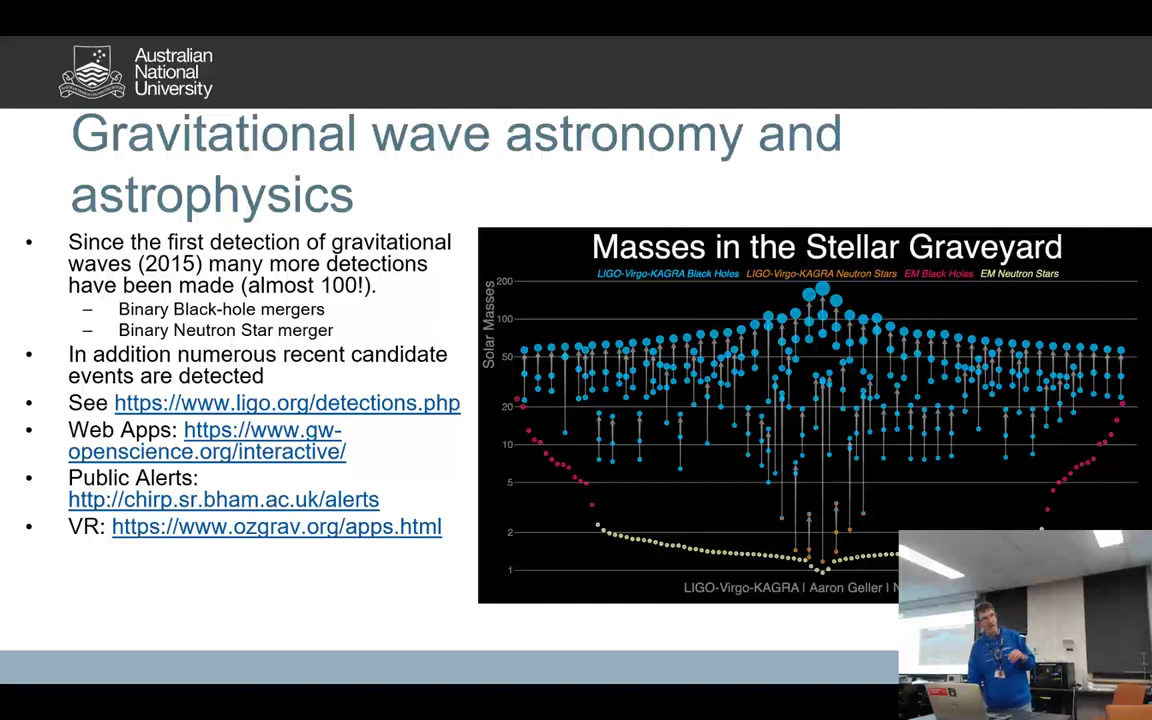 Australian
National
University
Gravitational wave astronomy and
astrophysics
• Since the first detection of gravitational
waves (2015) many more detections
have been made (almost 100!).
– Binary Black-hole mergers
– Binary Neutron Star merger
• In addition numerous recent candidate
events are detected
• See https://www.ligo.org/detections.php
• Web Apps: https://www.gw-
openscience.org/interactive/
• Public Alerts:
http://chirp.sr.bham.ac.uk/alerts
• VR: https://www.ozgrav.org/apps.html
Masses in the Stellar Graveyard
LIGO-Virgo-KAGRA Black Holes LIGO-Virgo-KAGRA Neutron Stars EM Black Holes EM Neutron Stars
Solar Masses
200
100
50
20
10
5
2
1
LIGO-Virgo-KAGRA | Aaron Geller |